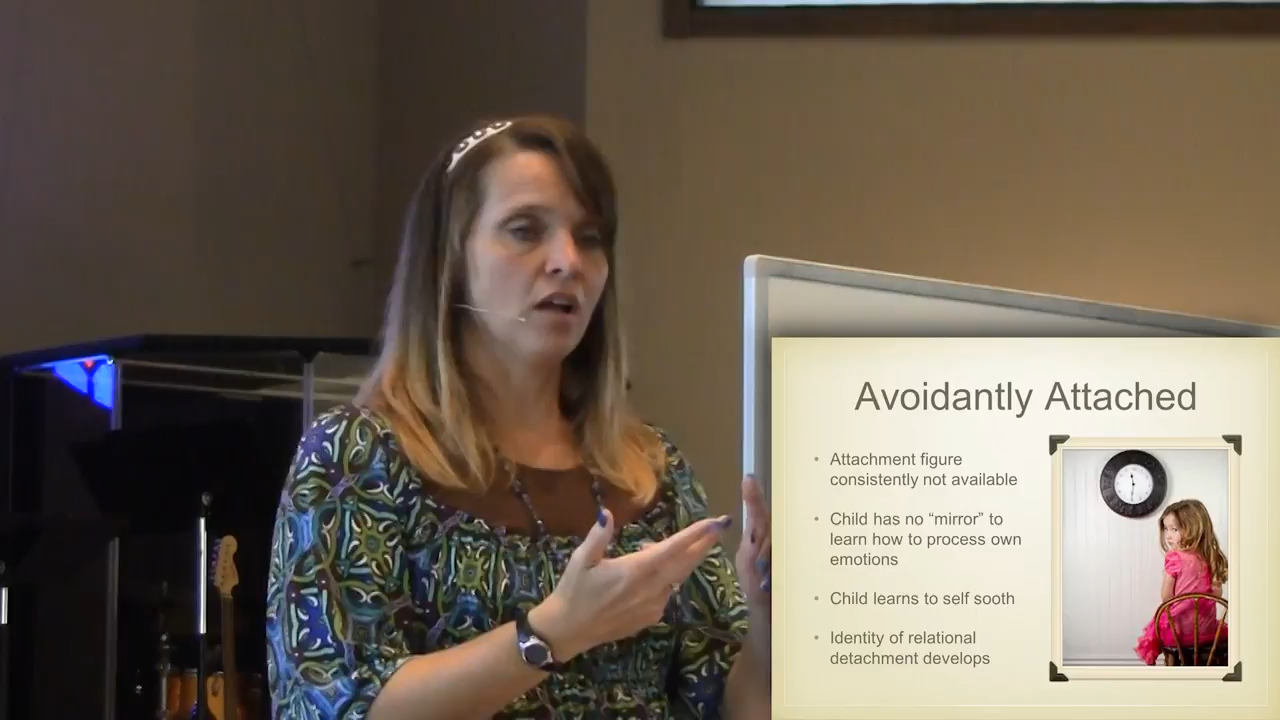 Avoidantly Attached
• Attachment figure
consistently not available
• Child has no “mirror” to
learn how to process own
emotions
• Child learns to self sooth
• Identity of relational
detachment develops